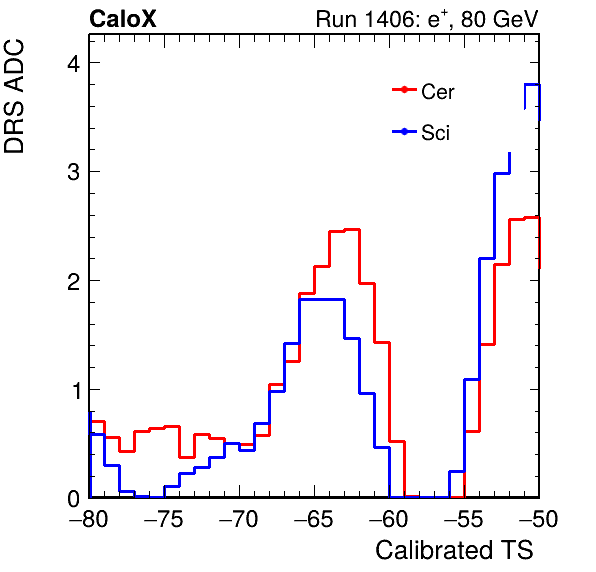 CaloX Run 1406: e⁺, 80 GeV
DRS ADC
Cer
Sci
4
3
2
1
0
−80 −75 −70 −65 −60 −55 −50
Calibrated TS